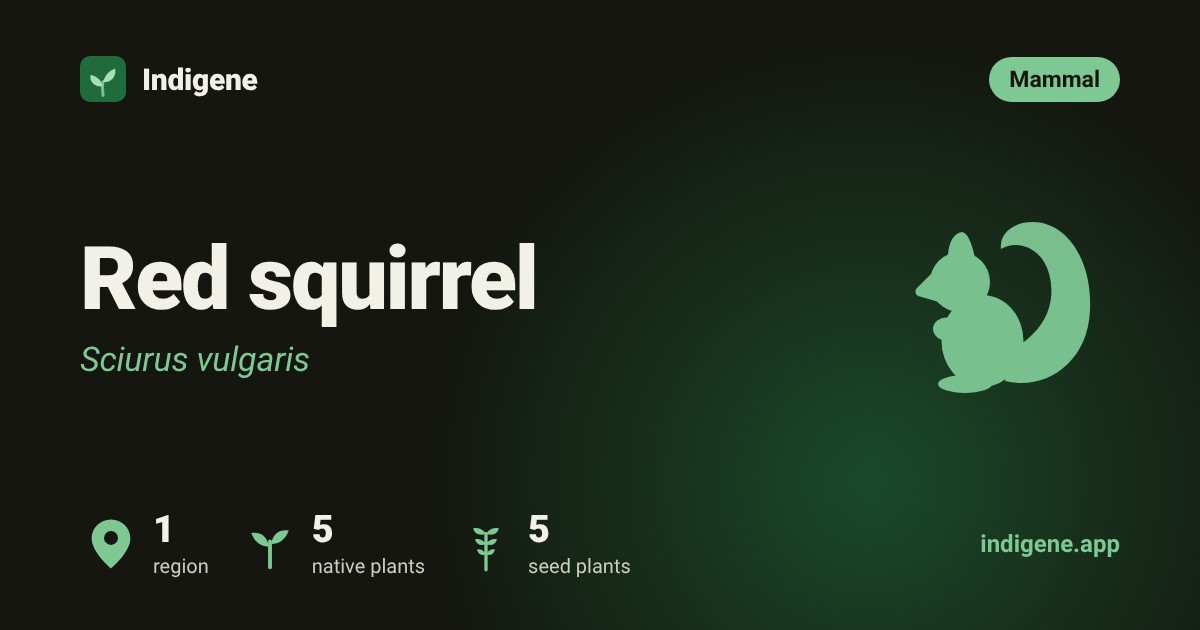 Indigene
Mammal
Red squirrel
Sciurus vulgaris
1
region
5
native plants
5
seed plants
indigene.app